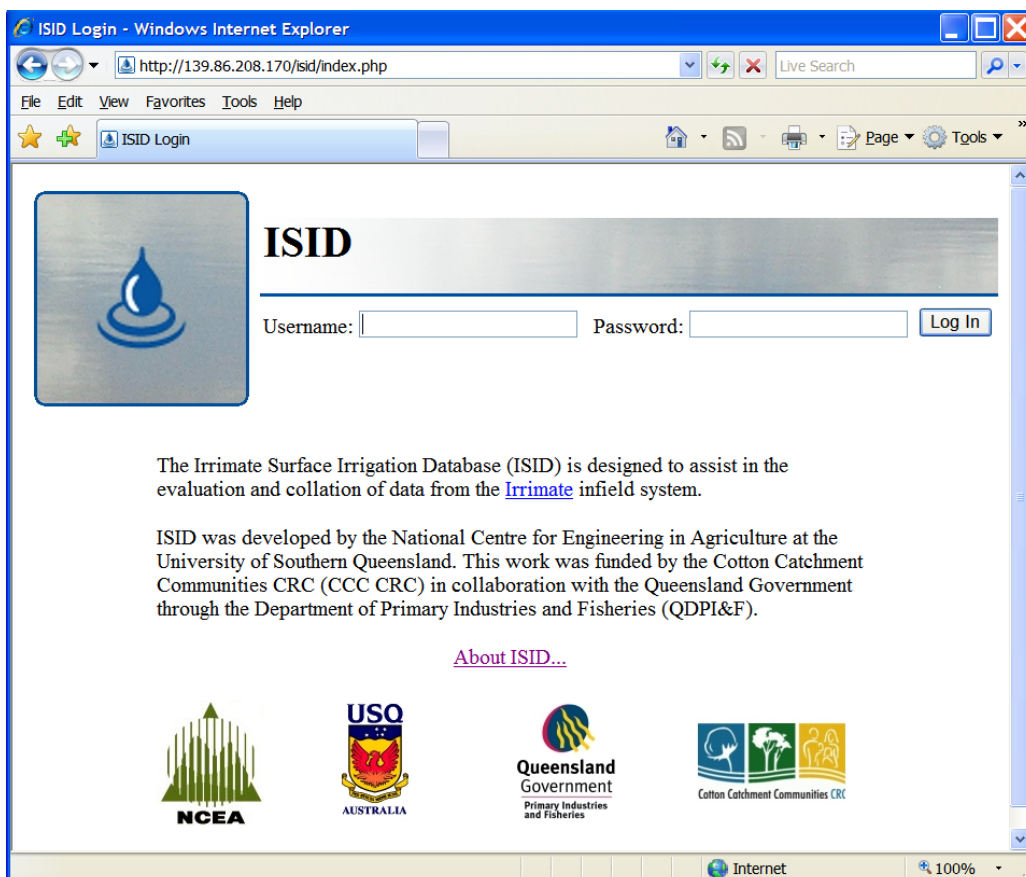 ISID Login - Windows Internet Explorer
http://139.86.208.170/isid/index.php
Live Search
File Edit View Favorites Tools Help
ISID Login
Page Tools »
ISID
Username: Password: Log In
The Irrimate Surface Irrigation Database (ISID) is designed to assist in the
evaluation and collation of data from the Irrimate infield system.
ISID was developed by the National Centre for Engineering in Agriculture at the
University of Southern Queensland. This work was funded by the Cotton Catchment
Communities CRC (CCC CRC) in collaboration with the Queensland Government
through the Department of Primary Industries and Fisheries (QDPI&F).
About ISID...
NCEA
USQ
AUSTRALIA
Queensland
Government
Primary Industries
and Fisheries
Cotton Catchment Communities CRC
Internet 100%